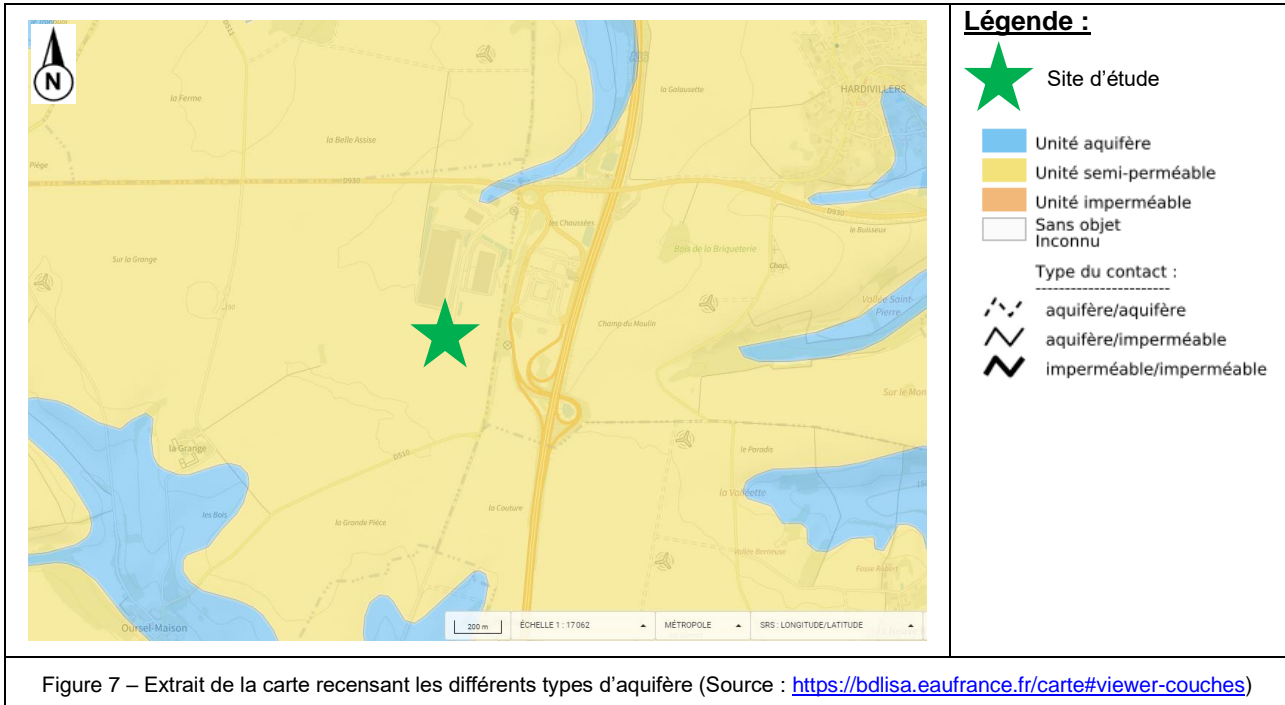 N
D511
la Ferme
la Galousette
HARDIVILLERS
la Belle Assise
Piège
D930
les Chaussées
D930
le Buisseux
Bois de la Briqueterie
Sur la Grange
Chap.
Vallée Saint-
Pierre
Champ du Moulin
Sur le Mon
la Grange
D510
le Paradis
la Valléette
les Bois
la Grande Pièce
la Couture
Vallée Berneuse
Fosse Robert
Oursel-Maison
200 m
ÉCHELLE 1 : 17 062
MÉTROPOLE
SRS : LONGITUDE/LATITUDE
Légende :
Site d'étude
Unité aquifère
Unité semi-perméable
Unité imperméable
Sans objet
Inconnu
Type du contact :
-----------------------
aquifère/aquifère
aquifère/imperméable
imperméable/imperméable
Figure 7 – Extrait de la carte recensant les différents types d'aquifère (Source : https://bdlisa.eaufrance.fr/carte#viewer-couches)